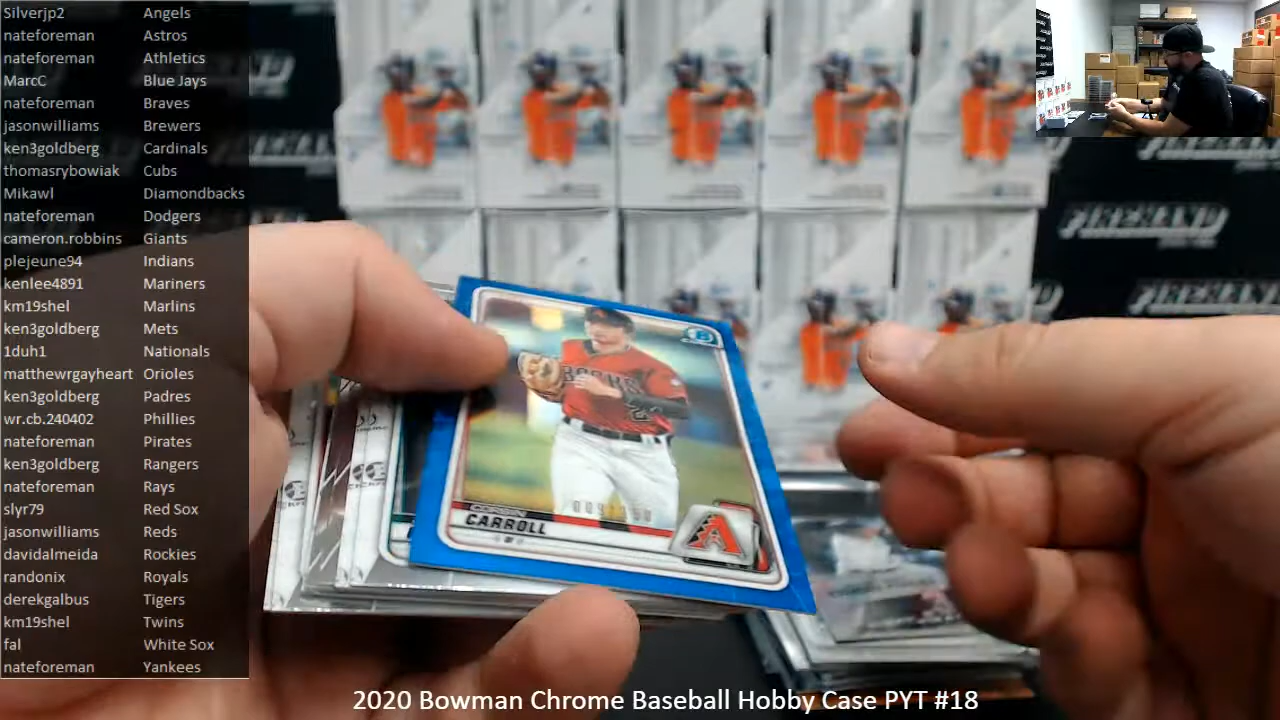 Silverjp2 Angels
nateforeman Astros
nateforeman Athletics
MarcC Blue Jays
nateforeman Braves
jasonwilliams Brewers
ken3goldberg Cardinals
thomasrybowiak Cubs
Mikawl Diamondbacks
nateforeman Dodgers
cameron.robbins Giants
plejeune94 Indians
kenlee4891 Mariners
km19shel Marlins
ken3goldberg Mets
1duh1 Nationals
matthewrgayheart Orioles
ken3goldberg Padres
wr.cb.240402 Phillies
nateforeman Pirates
ken3goldberg Rangers
nateforeman Rays
slyr79 Red Sox
jasonwilliams Reds
davidalmeida Rockies
randonix Royals
derekgalbus Tigers
km19shel Twins
fal White Sox
nateforeman Yankees
FIREHAND
B
CORBIN
CARROLL
A
2020 Bowman Chrome Baseball Hobby Case PYT #18